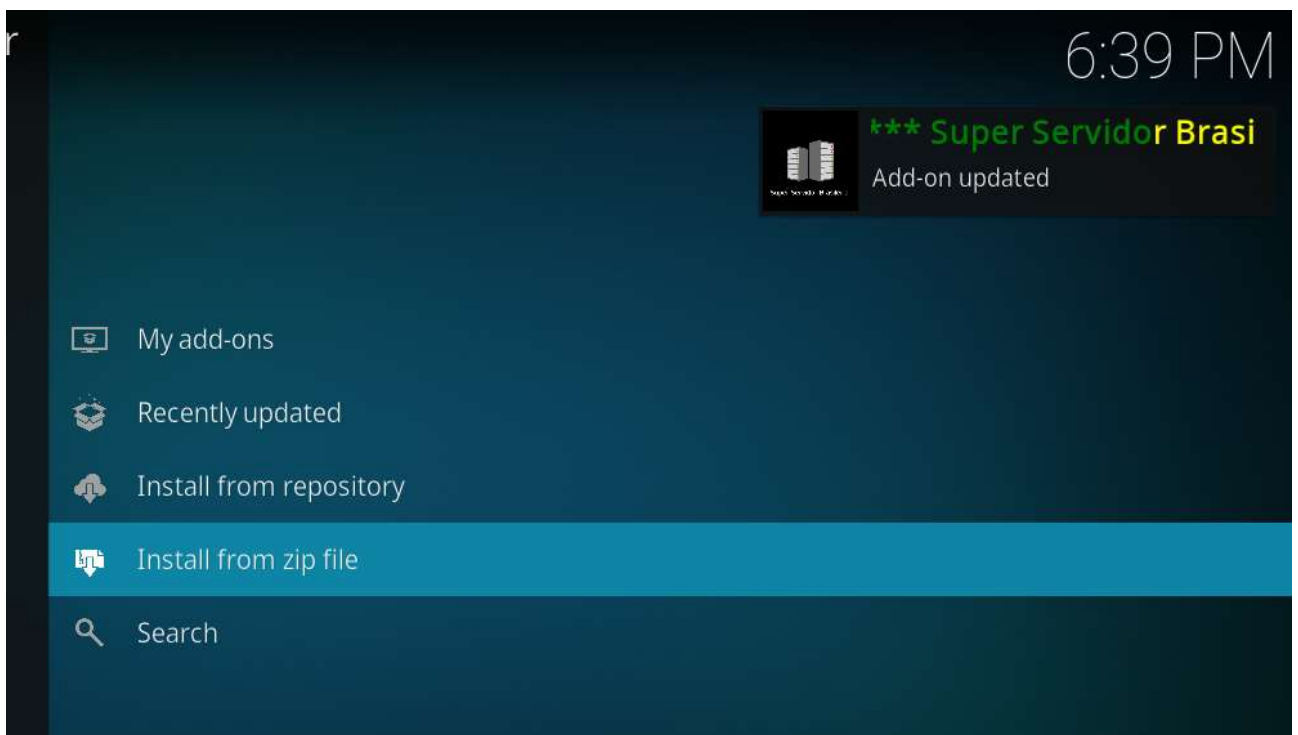 r
6:39 PM
*** Super Servidor Brasi
Add-on updated
My add-ons
Recently updated
Install from repository
Install from zip file
Search